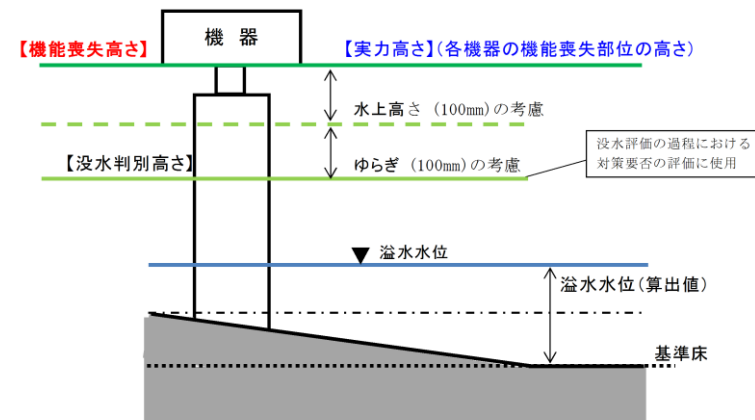 機 器
【機能喪失高さ】
【実力高さ】(各機器の機能喪失部位の高さ)
水上高さ (100mm)の考慮
【没水判別高さ】
ゆらぎ (100mm)の考慮
没水評価の過程における
対策要否の評価に使用
▼ 溢水水位
溢水水位(算出値)
基準床